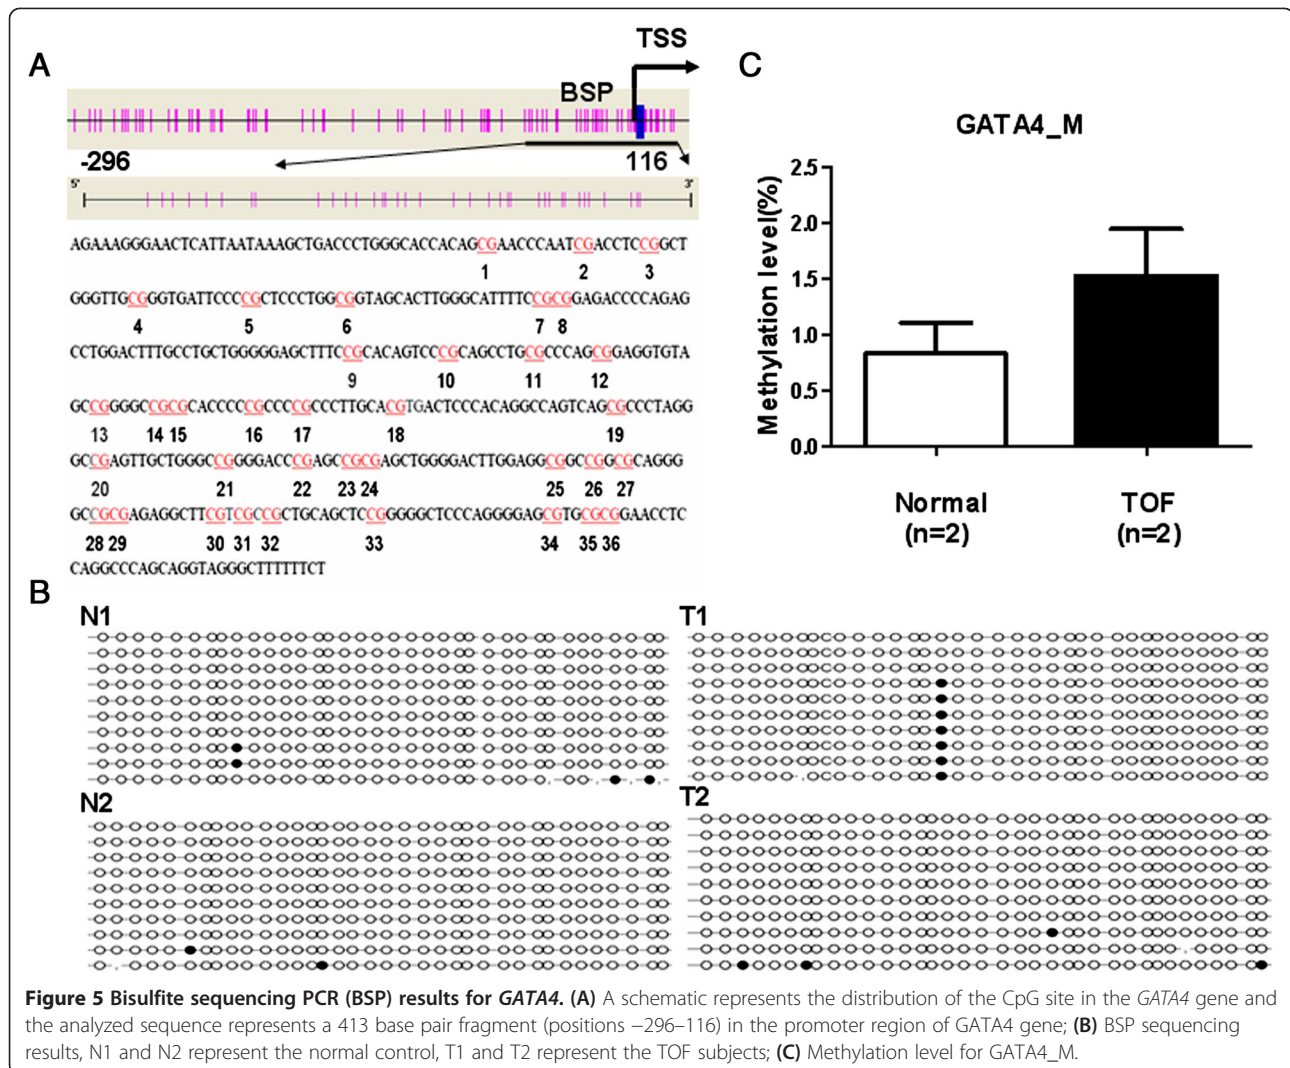 A
TSS
BSP
-296
116
5'
3'
AGAAAGGGAACTCATTAATAAAGCTGACCCTGGGCACCACAGCGAACCCAATCGACCTCCGGCT
1 2 3
GGGTTGCGGGTGATTCCCCGCTCCCTGGCGGTAGCACTTGGGCATTTTCCGCGGAGACCCCAGAG
4 5 6 7 8
CCTGGACTTTGCCTGCTGGGGGAGCTTTCCGCACAGTCCCGCAGCCTGCGCCCAGCGGAGGTGTA
9 10 11 12
GCCGGGGCCGCGCACCCCCGCCCCGCCCTTGCACGTGACTCCCACAGGCCAGTCAGCGCCCTAGG
13 14 15 16 17 18 19
GCCGAGTTGCTGGGCCGGGGACCCGAGCCGCGAGCTGGGGACTTGGAGGCGGCCGGCGCAGGG
20 21 22 23 24 25 26 27
GCCGCGAGAGGCTTCGTCGCCGCTGCAGCTCCGGGGGCTCCCAGGGGAGCGTGCGCGGAACCTC
28 29 30 31 32 33 34 35 36
CAGGCCCAGCAGGTAGGGCTTTTTTCT
C
GATA4_M
Methylation level(%)
2.5
2.0
1.5
1.0
0.5
0.0
Normal
(n=2)
TOF
(n=2)
B
N1
T1
N2
T2
Figure 5 Bisulfite sequencing PCR (BSP) results for GATA4. (A) A schematic represents the distribution of the CpG site in the GATA4 gene and
the analyzed sequence represents a 413 base pair fragment (positions −296–116) in the promoter region of GATA4 gene; (B) BSP sequencing
results, N1 and N2 represent the normal control, T1 and T2 represent the TOF subjects; (C) Methylation level for GATA4_M.